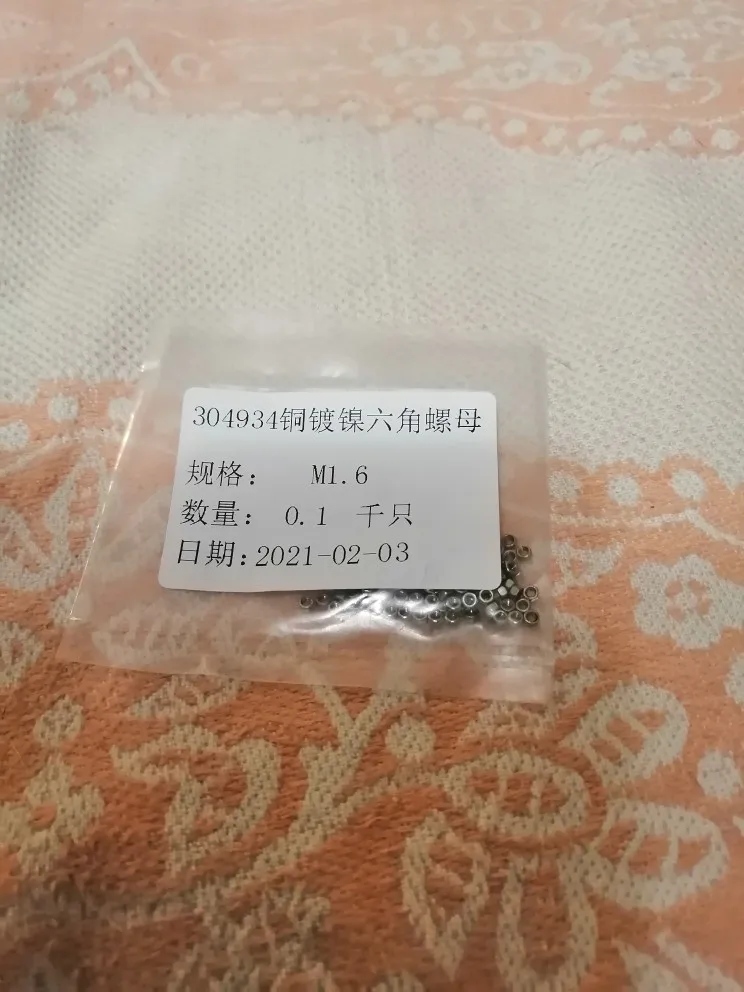 304934铜镀镍六角螺母
规格： M1.6
数量： 0.1 千只
日期:2021-02-03